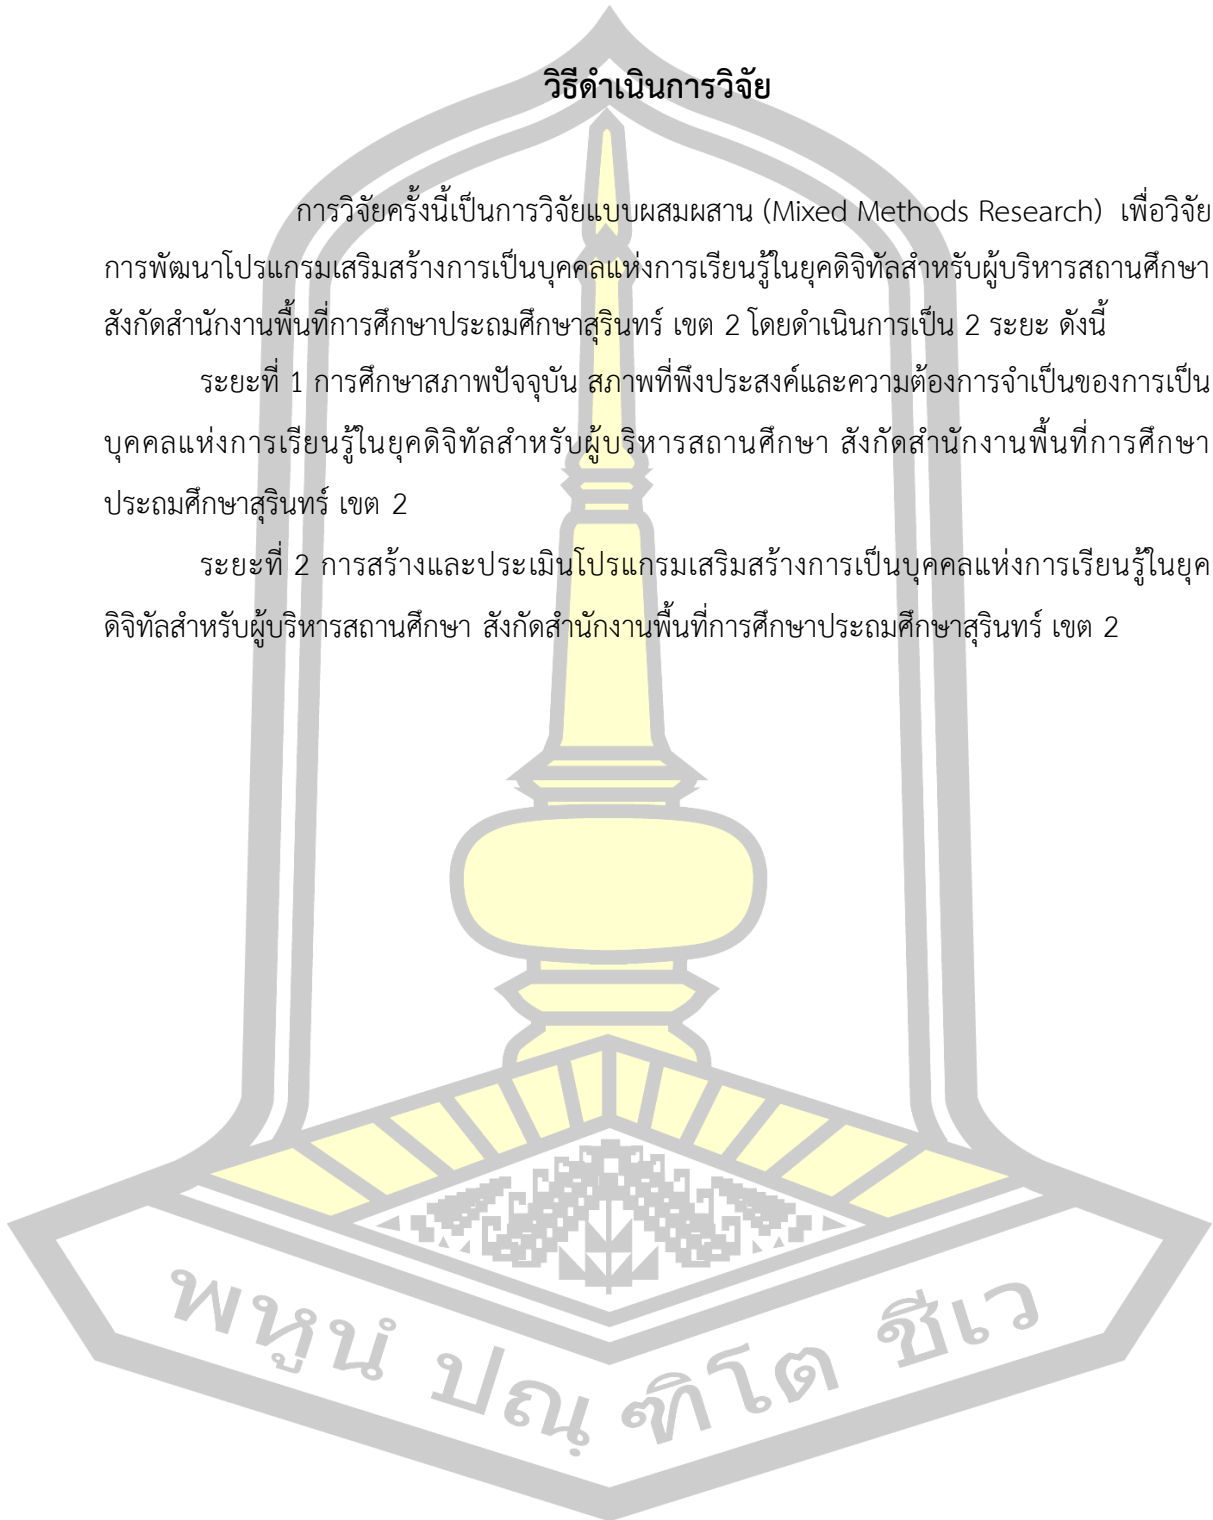 วิธีดำเนินการวิจัย
การวิจัยครั้งนี้เป็นการวิจัยแบบผสมผสาน (Mixed Methods Research) เพื่อวิจัย
การพัฒนาโปรแกรมเสริมสร้างการเป็นบุคคลแห่งการเรียนรู้ในยุคดิจิทัลสำหรับผู้บริหารสถานศึกษา
สังกัดสำนักงานพื้นที่การศึกษาประถมศึกษาสุรินทร์ เขต 2 โดยดำเนินการเป็น 2 ระยะ ดังนี้
ระยะที่ 1 การศึกษาสภาพปัจจุบัน สภาพที่พึงประสงค์และความต้องการจำเป็นของการเป็น
บุคคลแห่งการเรียนรู้ในยุคดิจิทัลสำหรับผู้บริหารสถานศึกษา สังกัดสำนักงานพื้นที่การศึกษา
ประถมศึกษาสุรินทร์ เขต 2
ระยะที่ 2 การสร้างและประเมินโปรแกรมเสริมสร้างการเป็นบุคคลแห่งการเรียนรู้ในยุค
ดิจิทัลสำหรับผู้บริหารสถานศึกษา สังกัดสำนักงานพื้นที่การศึกษาประถมศึกษาสุรินทร์ เขต 2
พหูนํ ปณฺฑิโต ชีเว